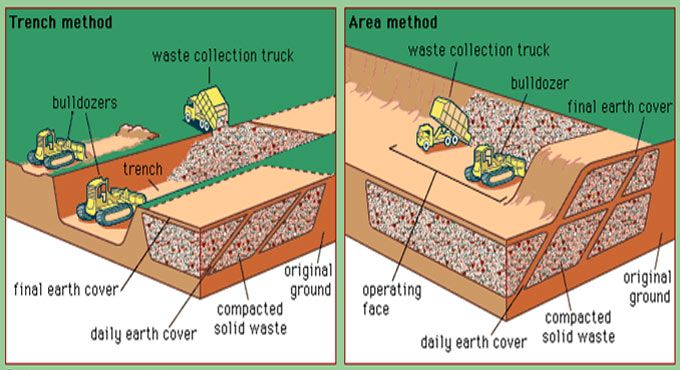 Trench method
waste collection truck
bulldozers
trench
final earth cover
daily earth cover
compacted
solid waste
original
ground
Area method
waste collection truck
bulldozer
final earth cover
operating
face
daily earth cover
compacted
solid waste
original
ground